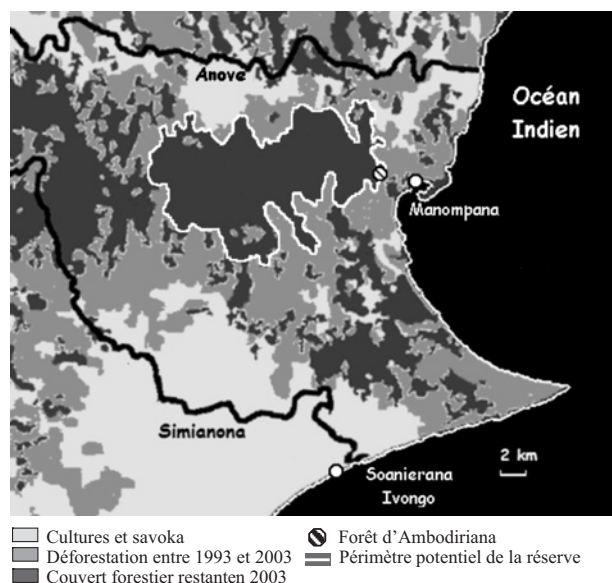 Anove
Océan
Indien
Manompana
Simianona
2 km
Soanierana
Ivongo
Cultures et savoka
Forêt d'Ambodiriana
Déforestation entre 1993 et 2003
Périmètre potentiel de la réserve
Couvert forestier restanten 2003